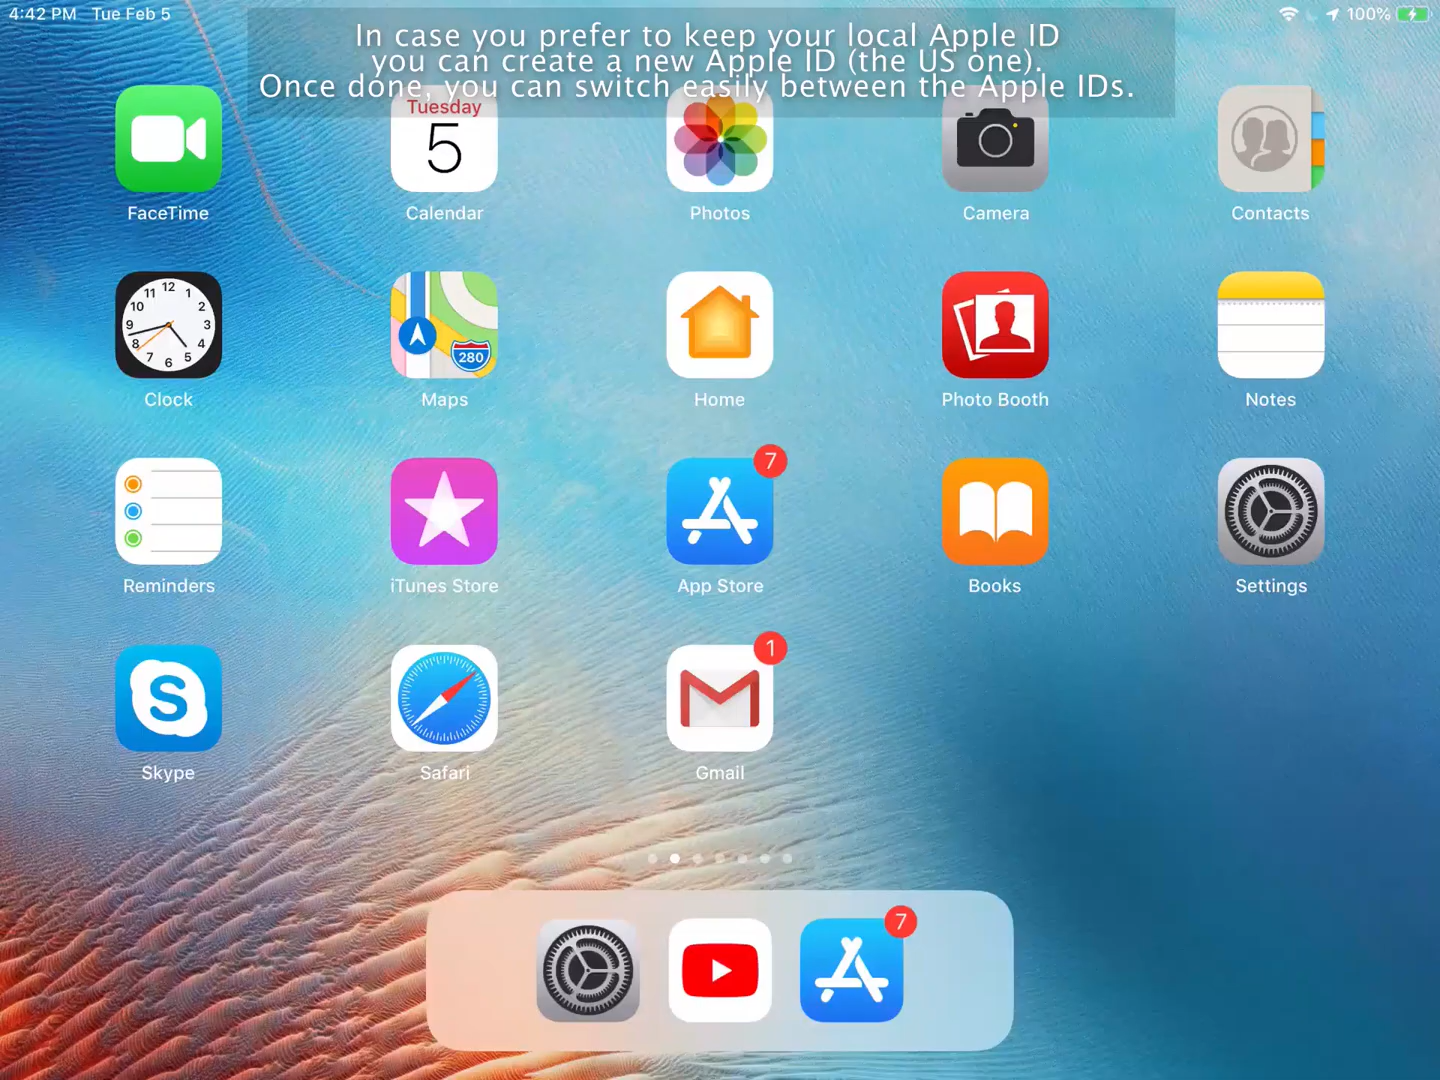 4:42 PM Tue Feb 5
100%
In case you prefer to keep your local Apple ID
you can create a new Apple ID (the US one).
Once done, you can switch easily between the Apple IDs.
Tuesday
5
FaceTime
Calendar
Photos
Camera
Contacts
12
11 1
10 2
9 3
8 4
7 5
6
280
Clock
Maps
Home
Photo Booth
Notes
7
Reminders
iTunes Store
App Store
Books
Settings
1
S
Skype
Safari
Gmail
7